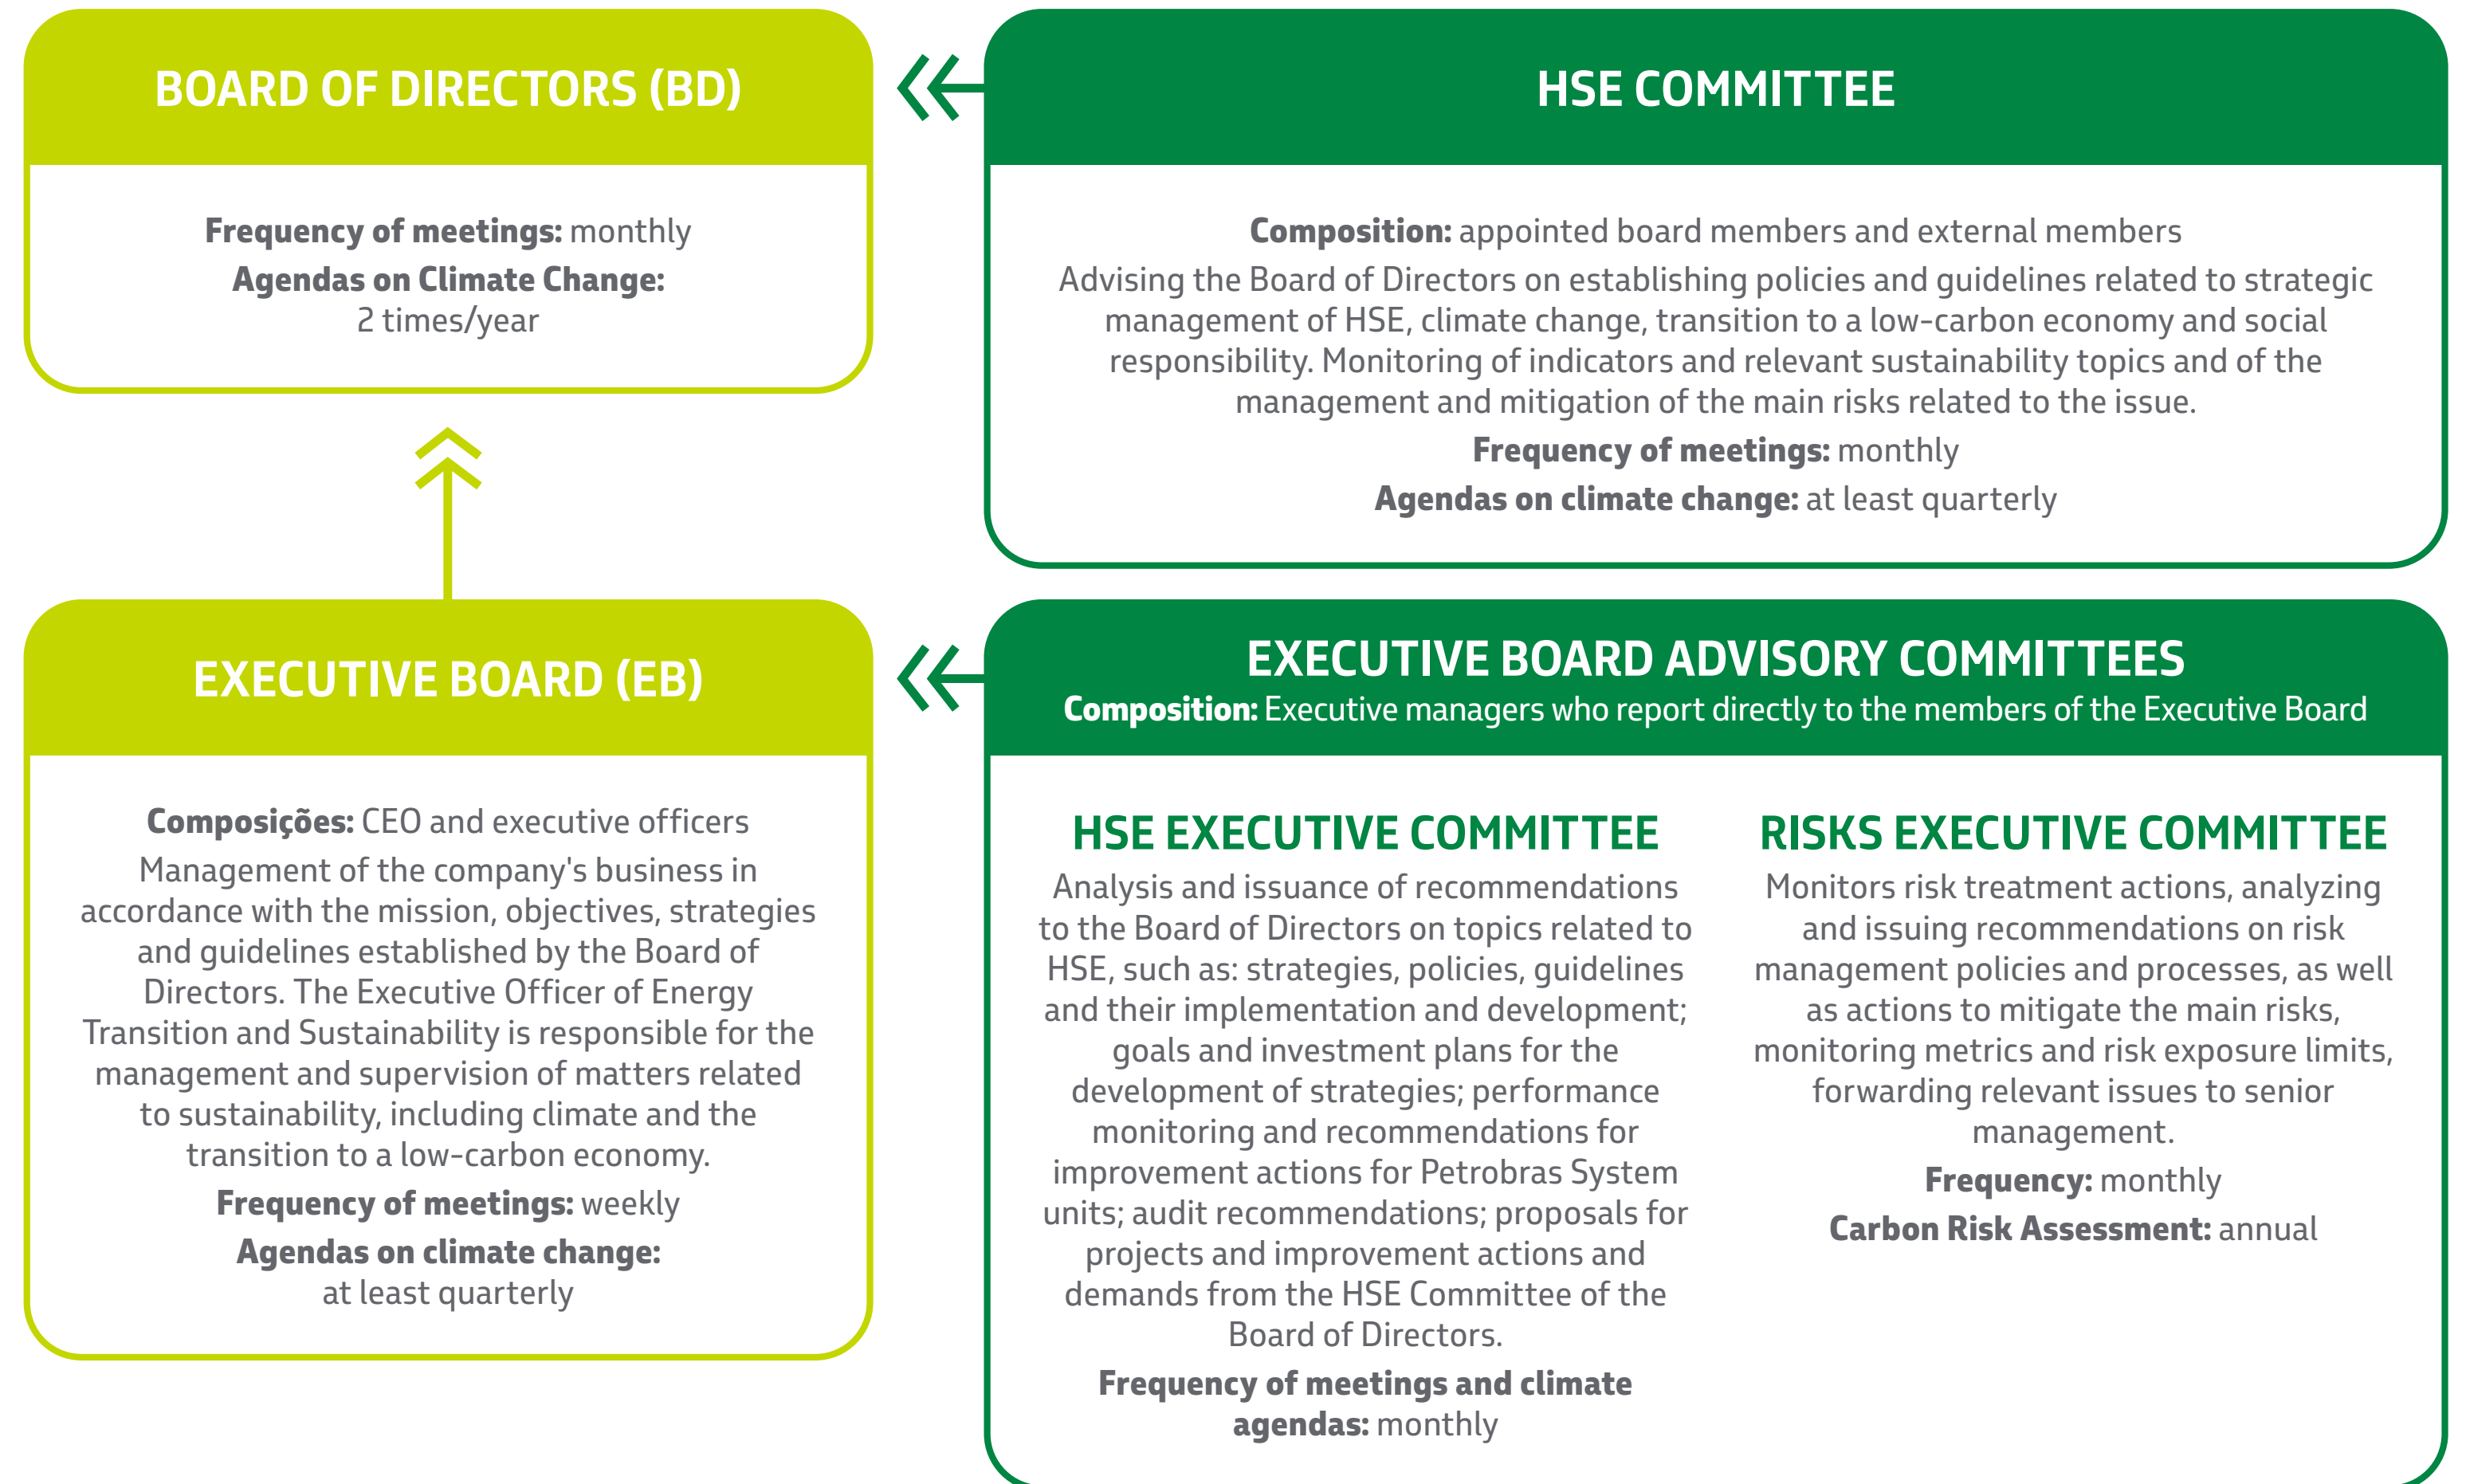 BOARD OF DIRECTORS (BD)
Frequency of meetings: monthly
Agendas on Climate Change:
2 times/year
HSE COMMITTEE
Composition: appointed board members and external members
Advising the Board of Directors on establishing policies and guidelines related to strategic
management of HSE, climate change, transition to a low-carbon economy and social
responsibility. Monitoring of indicators and relevant sustainability topics and of the
management and mitigation of the main risks related to the issue.
Frequency of meetings: monthly
Agendas on climate change: at least quarterly
EXECUTIVE BOARD (EB)
Composições: CEO and executive officers
Management of the company's business in
accordance with the mission, objectives, strategies
and guidelines established by the Board of
Directors. The Executive Officer of Energy
Transition and Sustainability is responsible for the
management and supervision of matters related
to sustainability, including climate and the
transition to a low-carbon economy.
Frequency of meetings: weekly
Agendas on climate change:
at least quarterly
EXECUTIVE BOARD ADVISORY COMMITTEES
Composition: Executive managers who report directly to the members of the Executive Board
HSE EXECUTIVE COMMITTEE
Analysis and issuance of recommendations
to the Board of Directors on topics related to
HSE, such as: strategies, policies, guidelines
and their implementation and development;
goals and investment plans for the
development of strategies; performance
monitoring and recommendations for
improvement actions for Petrobras System
units; audit recommendations; proposals for
projects and improvement actions and
demands from the HSE Committee of the
Board of Directors.
Frequency of meetings and climate
agendas: monthly
RISKS EXECUTIVE COMMITTEE
Monitors risk treatment actions, analyzing
and issuing recommendations on risk
management policies and processes, as well
as actions to mitigate the main risks,
monitoring metrics and risk exposure limits,
forwarding relevant issues to senior
management.
Frequency: monthly
Carbon Risk Assessment: annual